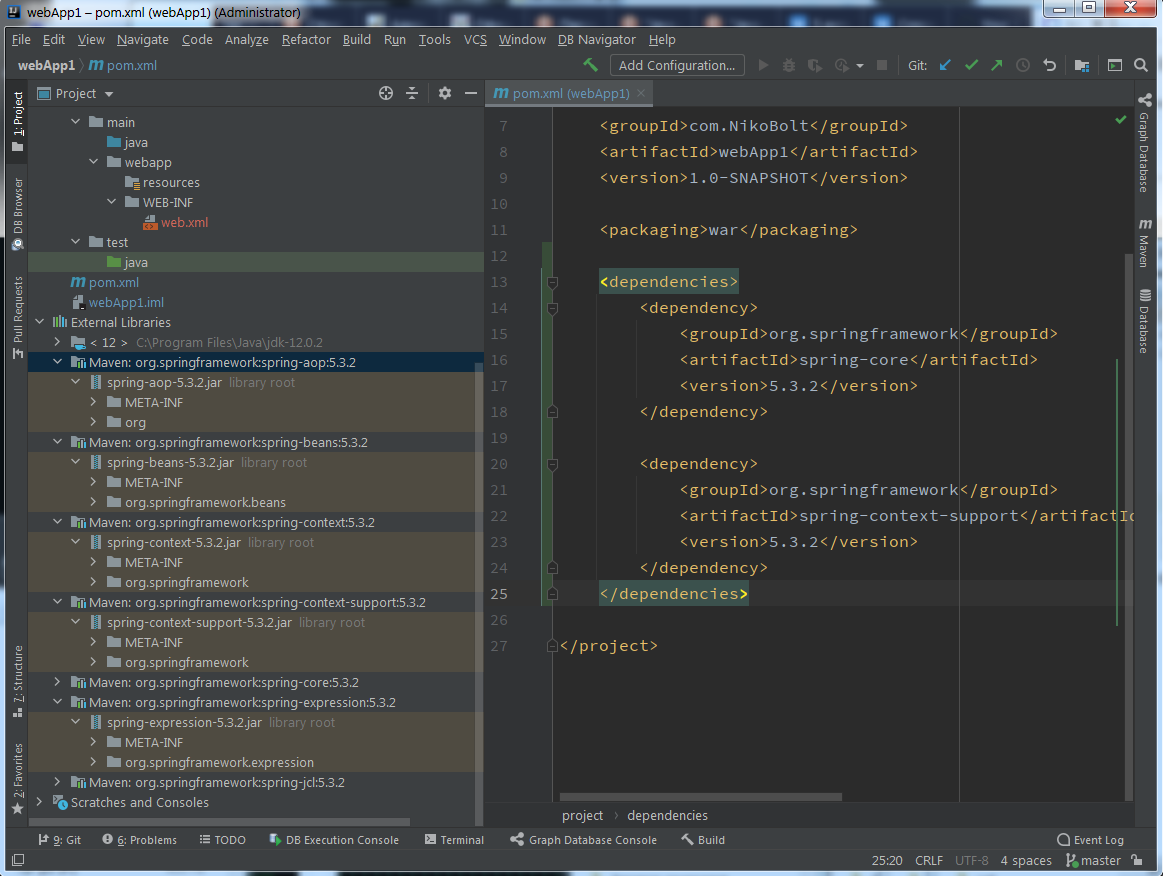 webApp1 – pom.xml (webApp1) (Administrator)
File Edit View Navigate Code Analyze Refactor Build Run Tools VCS Window DB Navigator Help
webApp1 pom.xml Add Configuration... Git:
Project
pom.xml (webApp1)
1: Project
DB Browser
Pull Requests
7: Structure
2: Favorites
main
java
webapp
resources
WEB-INF
web.xml
test
java
pom.xml
webApp1.iml
External Libraries
< 12 > C:\Program Files\Java\jdk-12.0.2
Maven: org.springframework:spring-aop:5.3.2
spring-aop-5.3.2.jar library root
META-INF
org
Maven: org.springframework:spring-beans:5.3.2
spring-beans-5.3.2.jar library root
META-INF
org.springframework.beans
Maven: org.springframework:spring-context:5.3.2
spring-context-5.3.2.jar library root
META-INF
org.springframework
Maven: org.springframework:spring-context-support:5.3.2
spring-context-support-5.3.2.jar library root
META-INF
org.springframework
Maven: org.springframework:spring-core:5.3.2
Maven: org.springframework:spring-expression:5.3.2
spring-expression-5.3.2.jar library root
META-INF
org.springframework.expression
Maven: org.springframework:spring-jcl:5.3.2
Scratches and Consoles
7 <groupId>com.NikoBolt</groupId>
8 <artifactId>webApp1</artifactId>
9 <version>1.0-SNAPSHOT</version>
10
11 <packaging>war</packaging>
12
13 <dependencies>
14 <dependency>
15 <groupId>org.springframework</groupId>
16 <artifactId>spring-core</artifactId>
17 <version>5.3.2</version>
18 </dependency>
19
20 <dependency>
21 <groupId>org.springframework</groupId>
22 <artifactId>spring-context-support</artifactId
23 <version>5.3.2</version>
24 </dependency>
25 </dependencies>
26
27 </project>
project dependencies
Graph Database
Maven
Database
9: Git 6: Problems TODO DB Execution Console Terminal Graph Database Console Build Event Log
25:20 CRLF UTF-8 4 spaces master